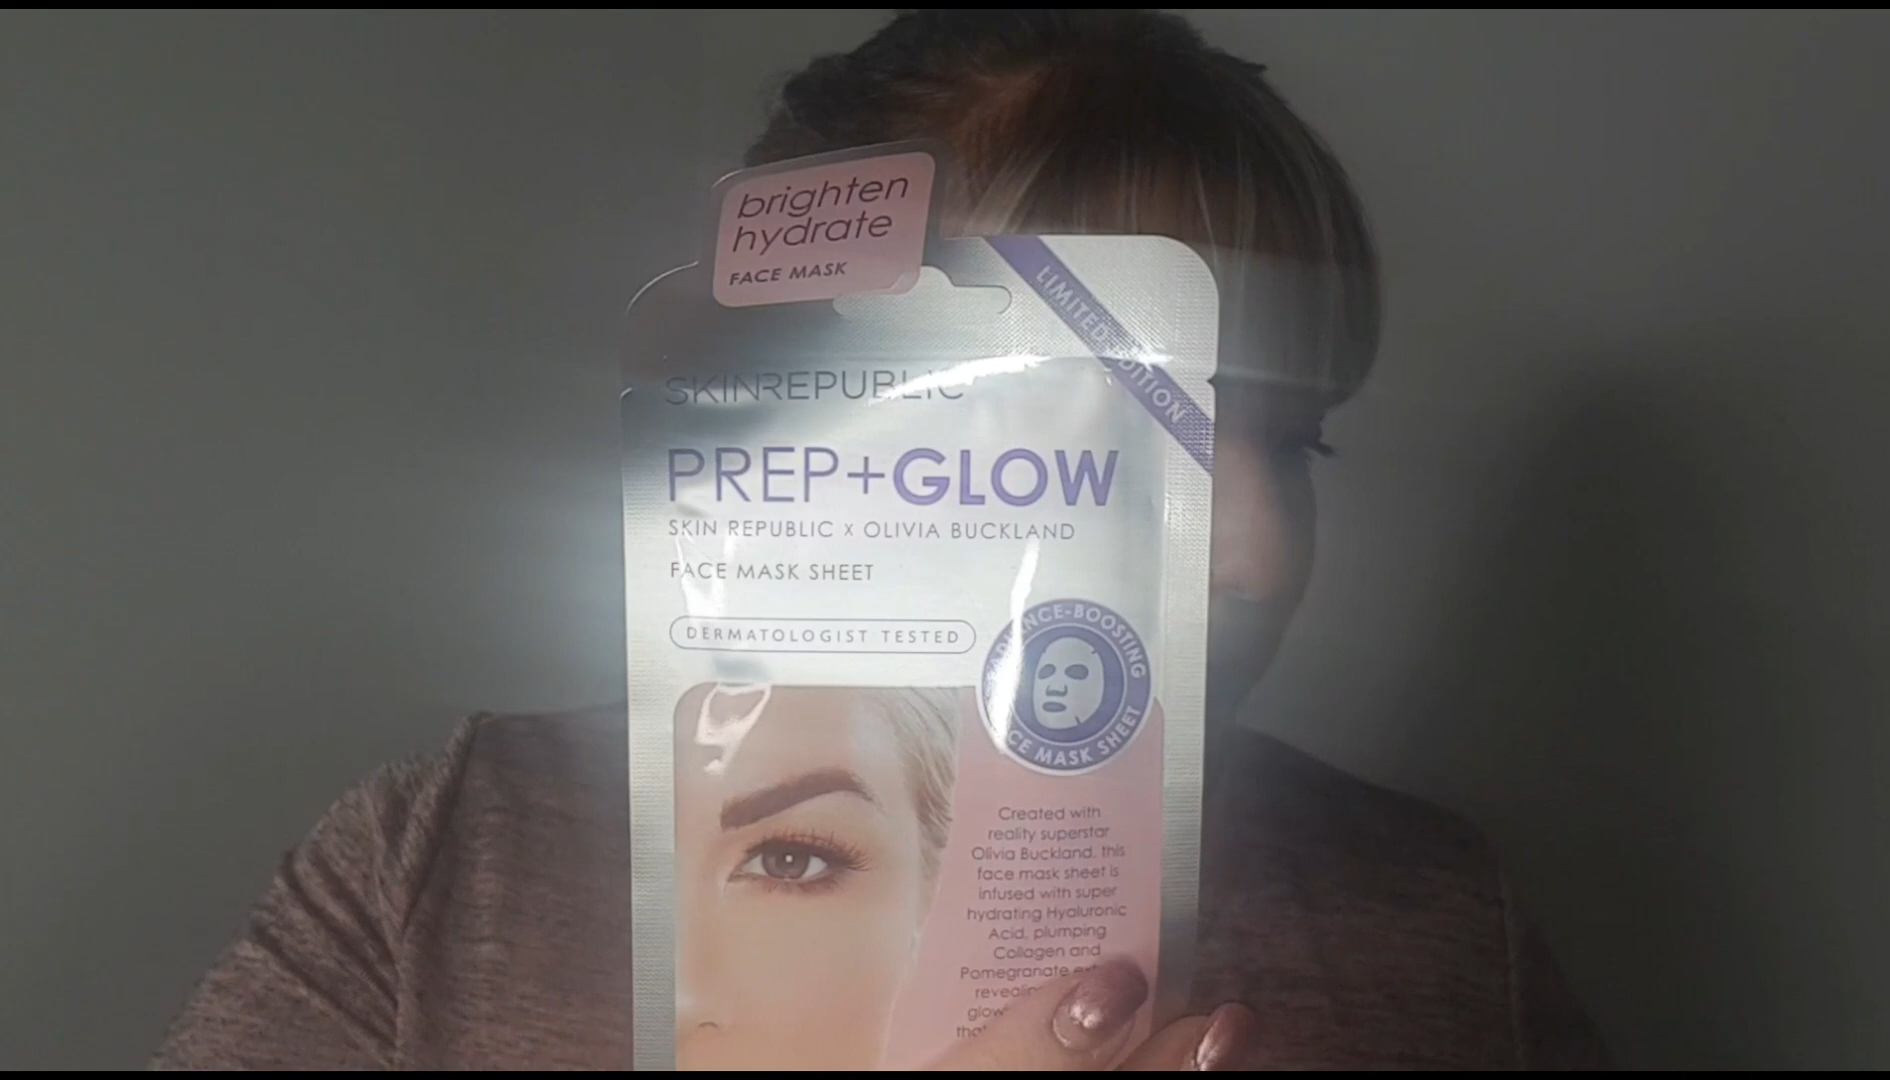 brighten
hydrate
FACE MASK
LIMITED EDITION
SKINREPUBLIC
PREP+GLOW
SKIN REPUBLIC x OLIVIA BUCKLAND
FACE MASK SHEET
DERMATOLOGIST TESTED
RADIANCE-BOOSTING
FACE MASK SHEET
Created with
reality superstar
Olivia Buckland, this
face mask sheet is
infused with super
hydrating Hyaluronic
Acid, plumping
Collagen and
Pomegranate